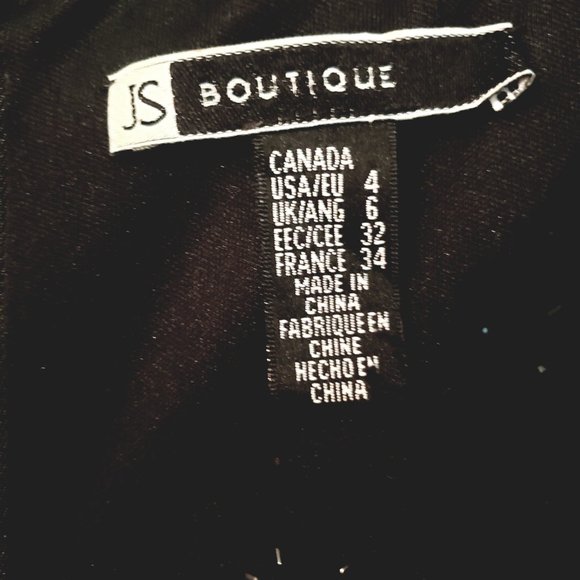 JS BOUTIQUE
CANADA
USA/EU 4
UK/ANG 6
EEC/CEE 32
FRANCE 34
MADE IN
CHINA
FABRIQUE EN
CHINE
HECHO EN
CHINA